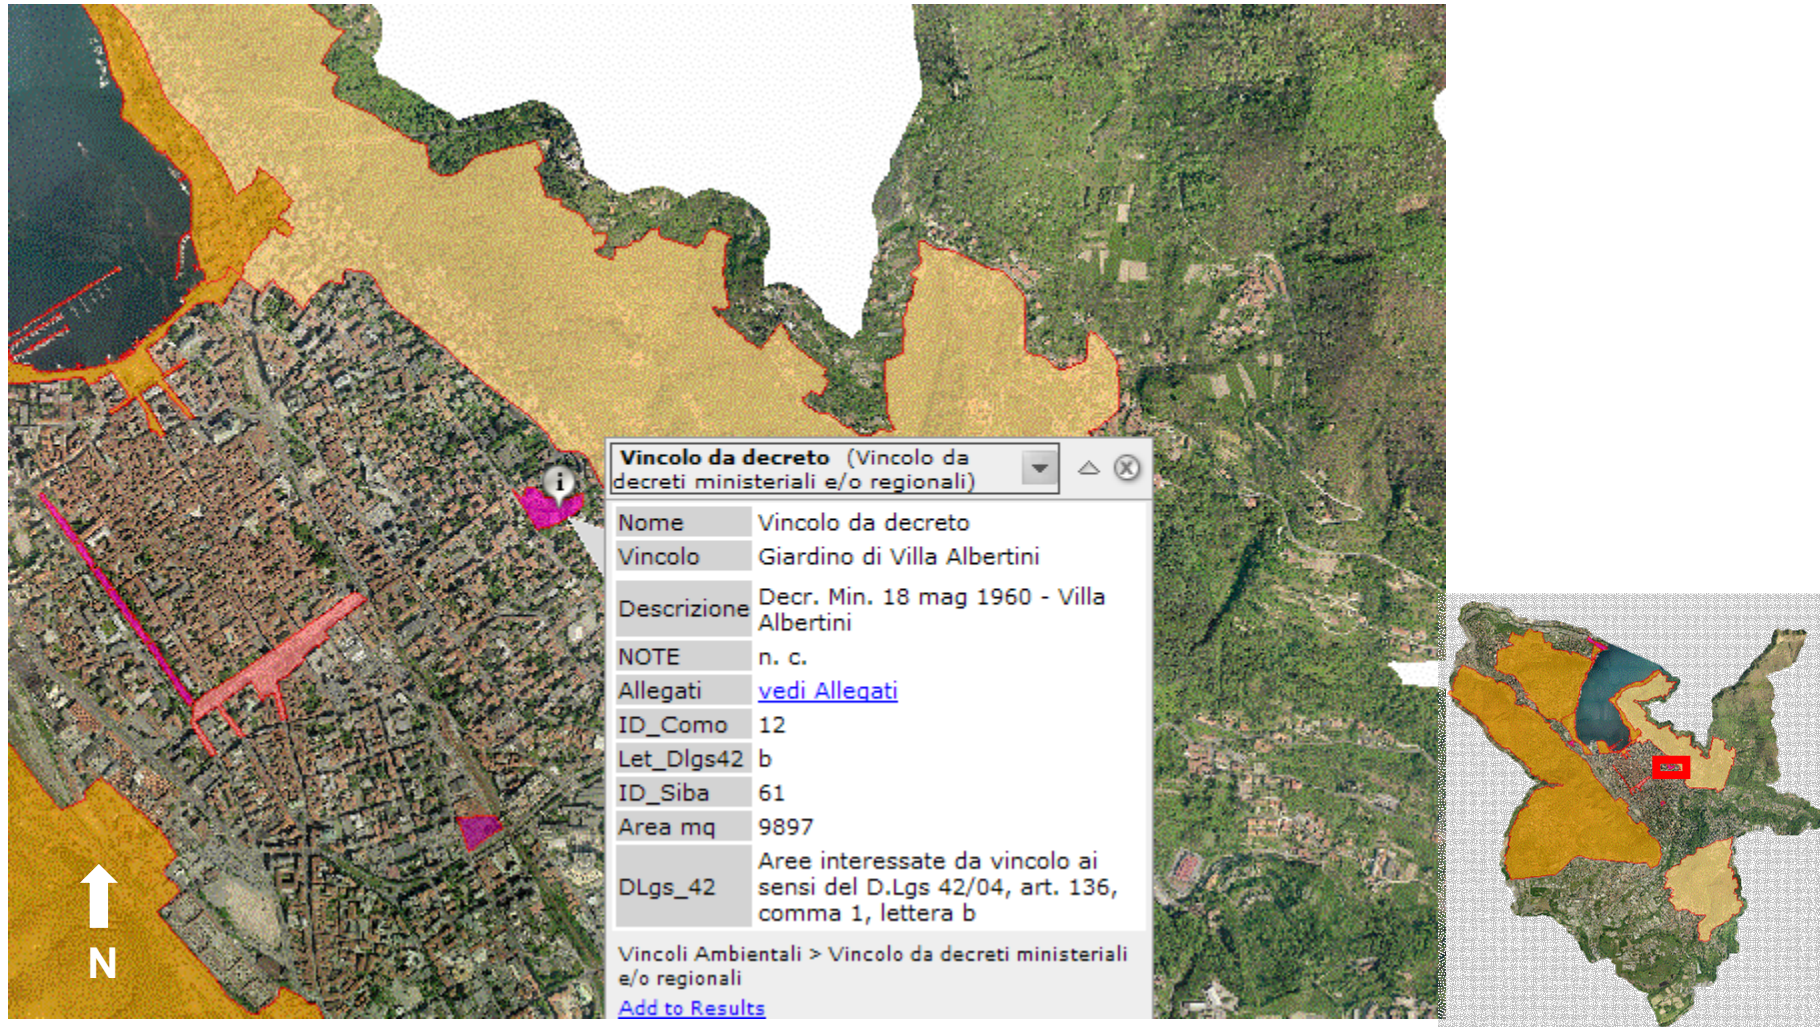 Vincolo da decreto (Vincolo da
decreti ministeriali e/o regionali)
i
Nome Vincolo da decreto
Vincolo Giardino di Villa Albertini
Descrizione Decr. Min. 18 mag 1960 - Villa
Albertini
NOTE n. c.
Allegati vedi Allegati
ID_Como 12
Let_Dlgs42 b
ID_Siba 61
Area mq 9897
DLgs_42 Aree interessate da vincolo ai
sensi del D.Lgs 42/04, art. 136,
comma 1, lettera b
Vincoli Ambientali > Vincolo da decreti ministeriali
e/o regionali
Add to Results
N